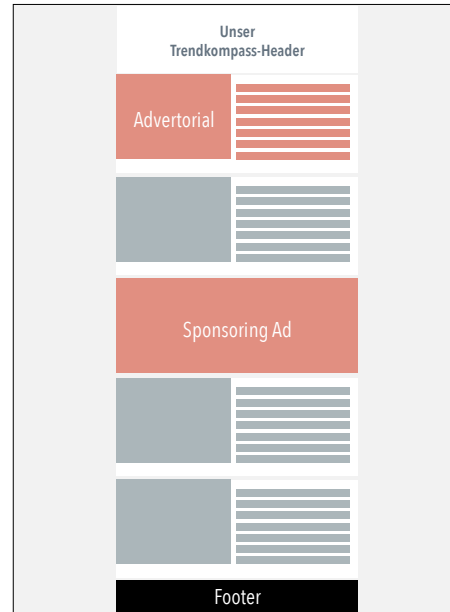 Unser
Trendkompass-Header
Advertorial
Sponsoring Ad
Footer